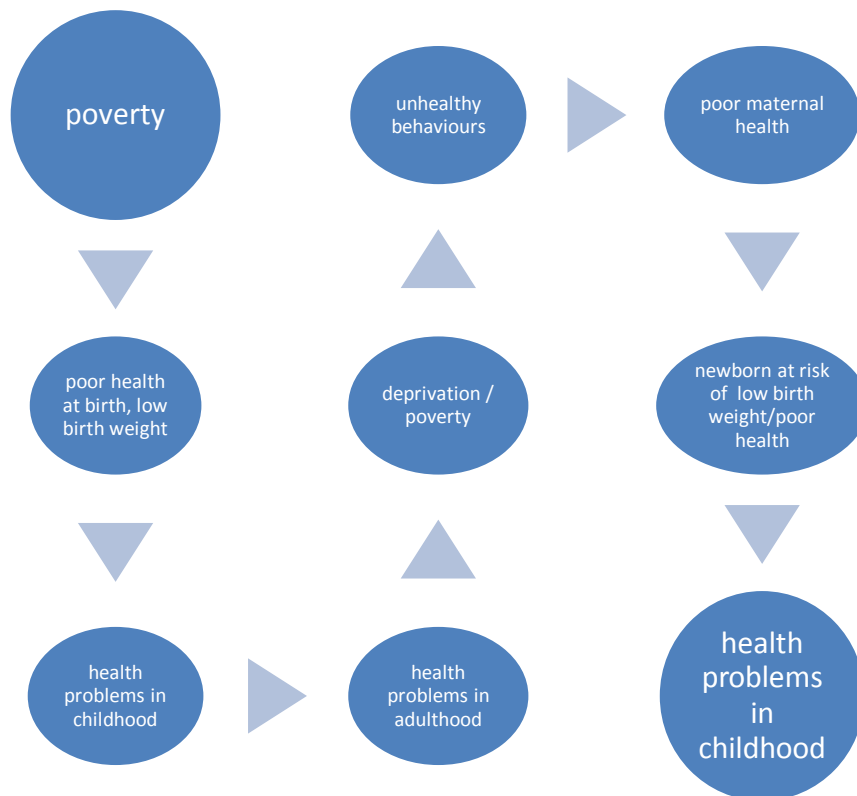 poverty
poor health
at birth, low
birth weight
health
problems in
childhood
health
problems in
adulthood
deprivation /
poverty
unhealthy
behaviours
poor maternal
health
newborn at risk
of low birth
weight/poor
health
health
problems
in
childhood